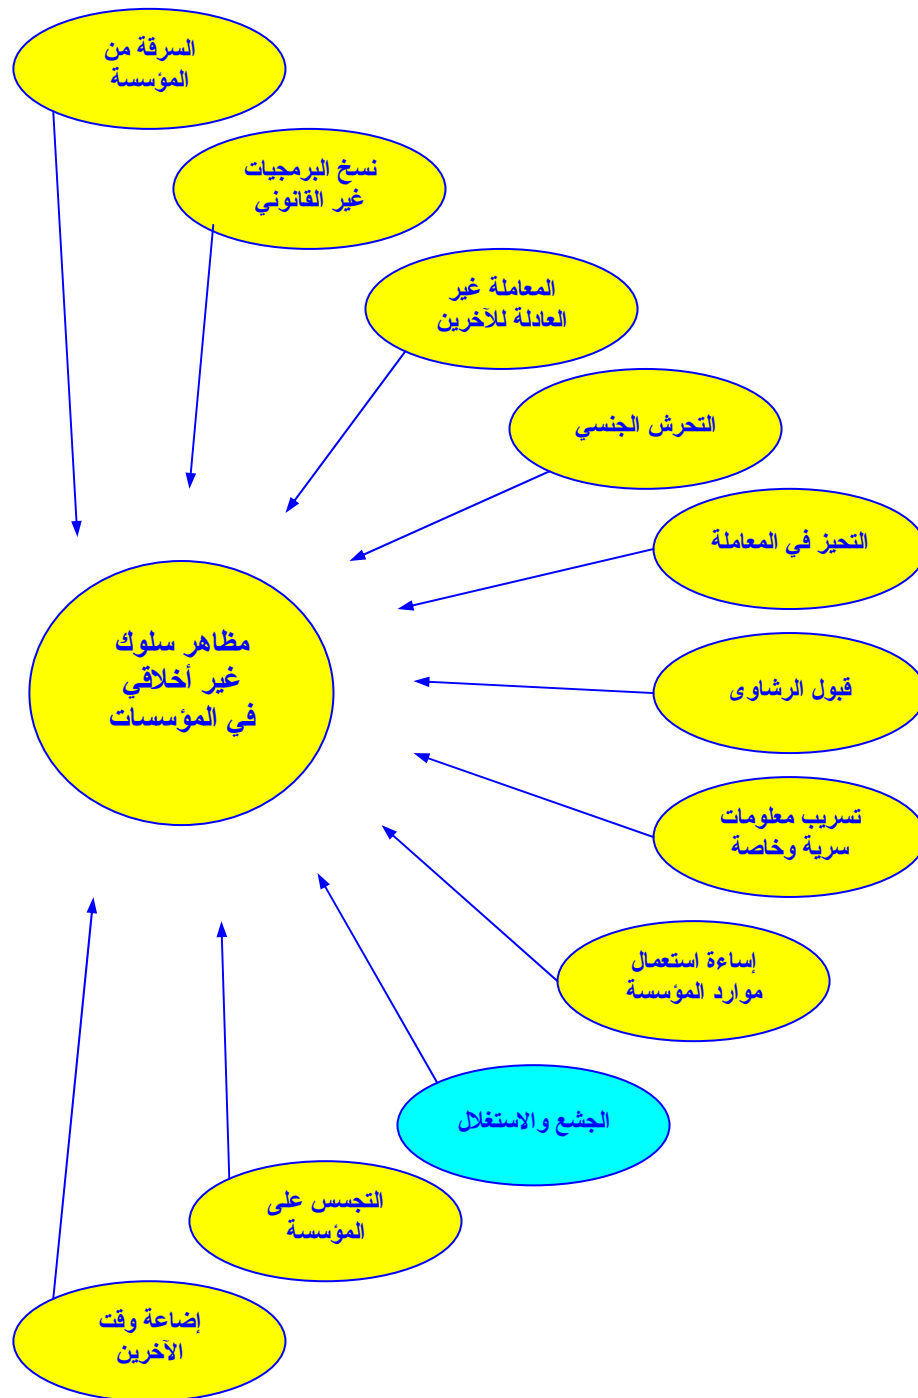 السرقة من
المؤسسة
نسخ البرمجيات
غير القانوني
المعاملة غير
العادلة للآخرين
التحرش الجنسي
التحيز في المعاملة
قبول الرشاوى
مظاهر سلوك
غير أخلاقي
في المؤسسات
تسريب معلومات
سرية وخاصة
إساءة استعمال
موارد المؤسسة
الجشع والاستغلال
التجسس على
المؤسسة
إضاعة وقت
الآخرين